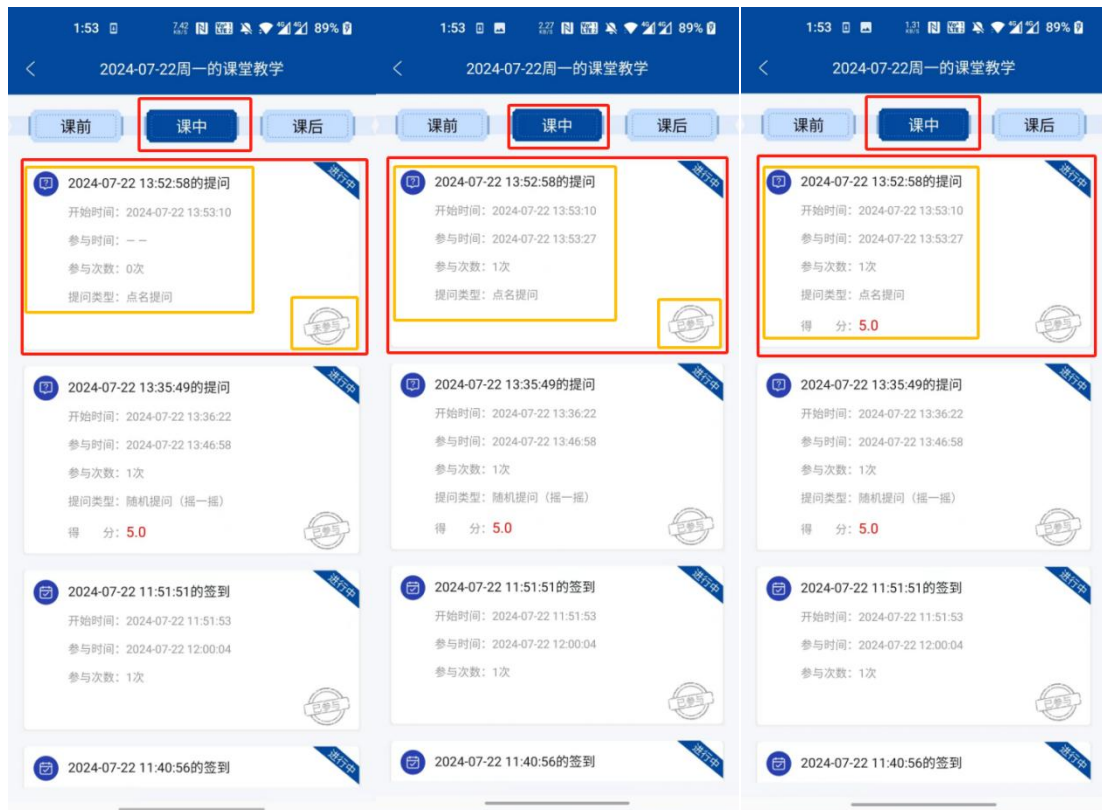 1:53
7.42 KB/S
4G
4G
89%
2024-07-22周一的课堂教学
课前
课中
课后
进行中
2024-07-22 13:52:58的提问
开始时间：2024-07-22 13:53:10
参与时间：– –
参与次数：0次
提问类型：点名提问
未参与
进行中
2024-07-22 13:35:49的提问
开始时间：2024-07-22 13:36:22
参与时间：2024-07-22 13:46:58
参与次数：1次
提问类型：随机提问（摇一摇）
得 分：5.0
已参与
进行中
2024-07-22 11:51:51的签到
开始时间：2024-07-22 11:51:53
参与时间：2024-07-22 12:00:04
参与次数：1次
已参与
进行中
2024-07-22 11:40:56的签到
1:53
2.27 KB/S
4G
4G
89%
2024-07-22周一的课堂教学
课前
课中
课后
进行中
2024-07-22 13:52:58的提问
开始时间：2024-07-22 13:53:10
参与时间：2024-07-22 13:53:27
参与次数：1次
提问类型：点名提问
已参与
进行中
2024-07-22 13:35:49的提问
开始时间：2024-07-22 13:36:22
参与时间：2024-07-22 13:46:58
参与次数：1次
提问类型：随机提问（摇一摇）
得 分：5.0
已参与
进行中
2024-07-22 11:51:51的签到
开始时间：2024-07-22 11:51:53
参与时间：2024-07-22 12:00:04
参与次数：1次
已参与
进行中
2024-07-22 11:40:56的签到
1:53
1.31 KB/S
4G
4G
89%
2024-07-22周一的课堂教学
课前
课中
课后
进行中
2024-07-22 13:52:58的提问
开始时间：2024-07-22 13:53:10
参与时间：2024-07-22 13:53:27
参与次数：1次
提问类型：点名提问
得 分：5.0
已参与
进行中
2024-07-22 13:35:49的提问
开始时间：2024-07-22 13:36:22
参与时间：2024-07-22 13:46:58
参与次数：1次
提问类型：随机提问（摇一摇）
得 分：5.0
已参与
进行中
2024-07-22 11:51:51的签到
开始时间：2024-07-22 11:51:53
参与时间：2024-07-22 12:00:04
参与次数：1次
已参与
进行中
2024-07-22 11:40:56的签到